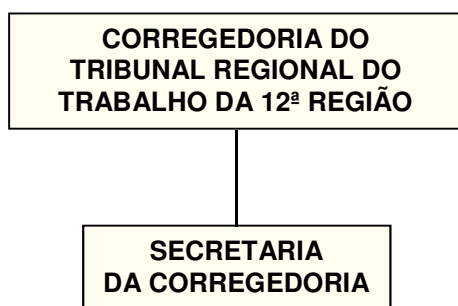 CORREGEDORIA DO
TRIBUNAL REGIONAL DO
TRABALHO DA 12ª REGIÃO
SECRETARIA
DA CORREGEDORIA